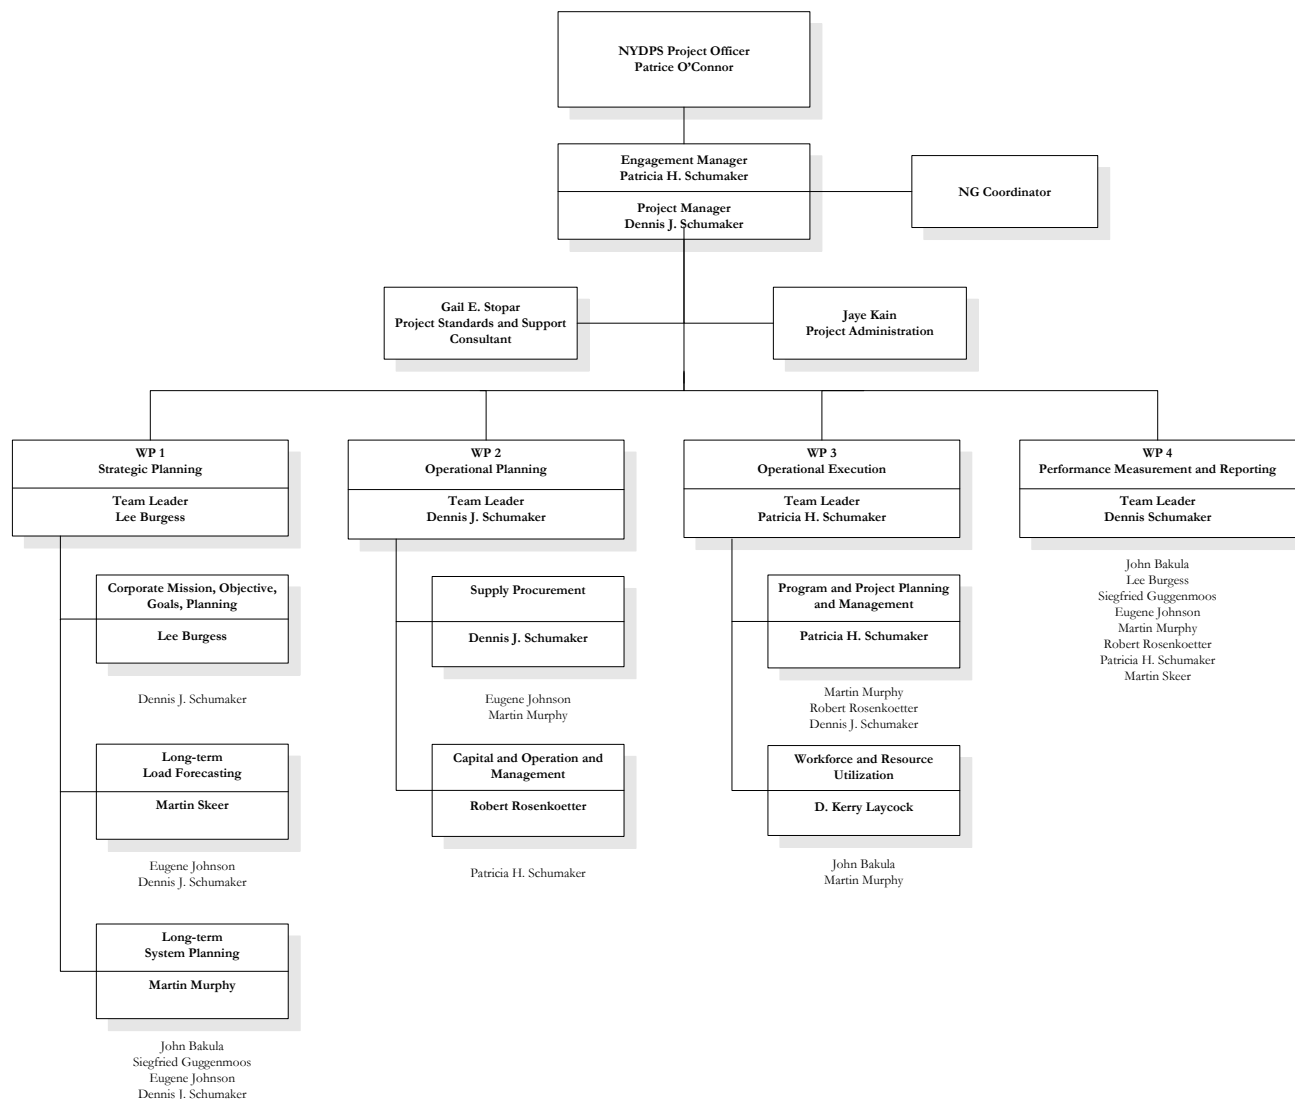 NYDPS Project Officer
Patrice O’Connor
Engagement Manager
Patricia H. Schumaker
Project Manager
Dennis J. Schumaker
NG Coordinator
Gail E. Stopar
Project Standards and Support
Consultant
Jaye Kain
Project Administration
WP 1
Strategic Planning
Team Leader
Lee Burgess
Corporate Mission, Objective,
Goals, Planning
Lee Burgess
Dennis J. Schumaker
Long-term
Load Forecasting
Martin Skeer
Eugene Johnson
Dennis J. Schumaker
Long-term
System Planning
Martin Murphy
John Bakula
Siegfried Guggenmoos
Eugene Johnson
Dennis J. Schumaker
WP 2
Operational Planning
Team Leader
Dennis J. Schumaker
Supply Procurement
Dennis J. Schumaker
Eugene Johnson
Martin Murphy
Capital and Operation and
Management
Robert Rosenkoetter
Patricia H. Schumaker
WP 3
Operational Execution
Team Leader
Patricia H. Schumaker
Program and Project Planning
and Management
Patricia H. Schumaker
Martin Murphy
Robert Rosenkoetter
Dennis J. Schumaker
Workforce and Resource
Utilization
D. Kerry Laycock
John Bakula
Martin Murphy
WP 4
Performance Measurement and Reporting
Team Leader
Dennis Schumaker
John Bakula
Lee Burgess
Siegfried Guggenmoos
Eugene Johnson
Martin Murphy
Robert Rosenkoetter
Patricia H. Schumaker
Martin Skeer